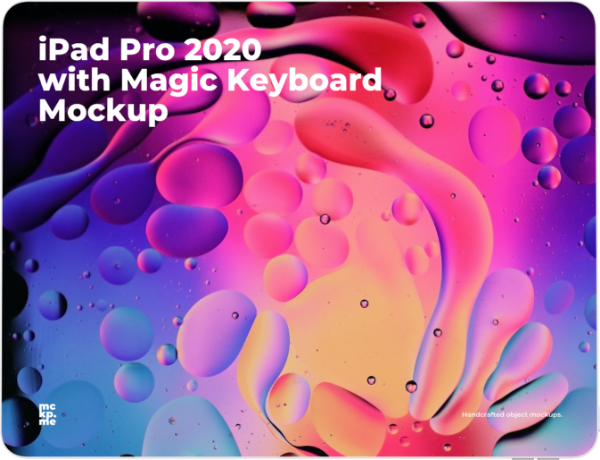 iPad Pro 2020
with Magic Keyboard
Mockup
mc
kp.
me
Handcrafted object mockups.